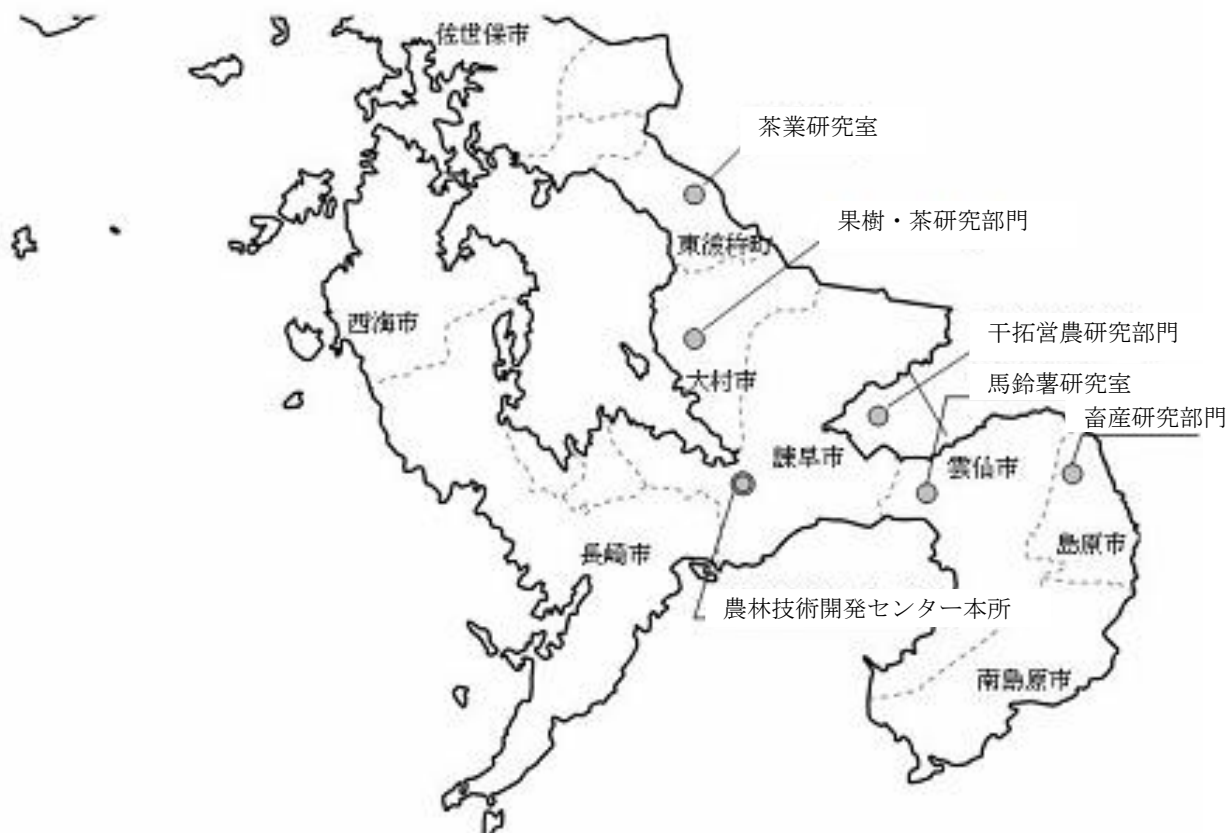 佐世保市
茶業研究室
果樹・茶研究部門
東彼杵町
西海市
干拓営農研究部門
大村市
馬鈴薯研究室
畜産研究部門
諫早市
雲仙市
島原市
長崎市
農林技術開発センター本所
南島原市